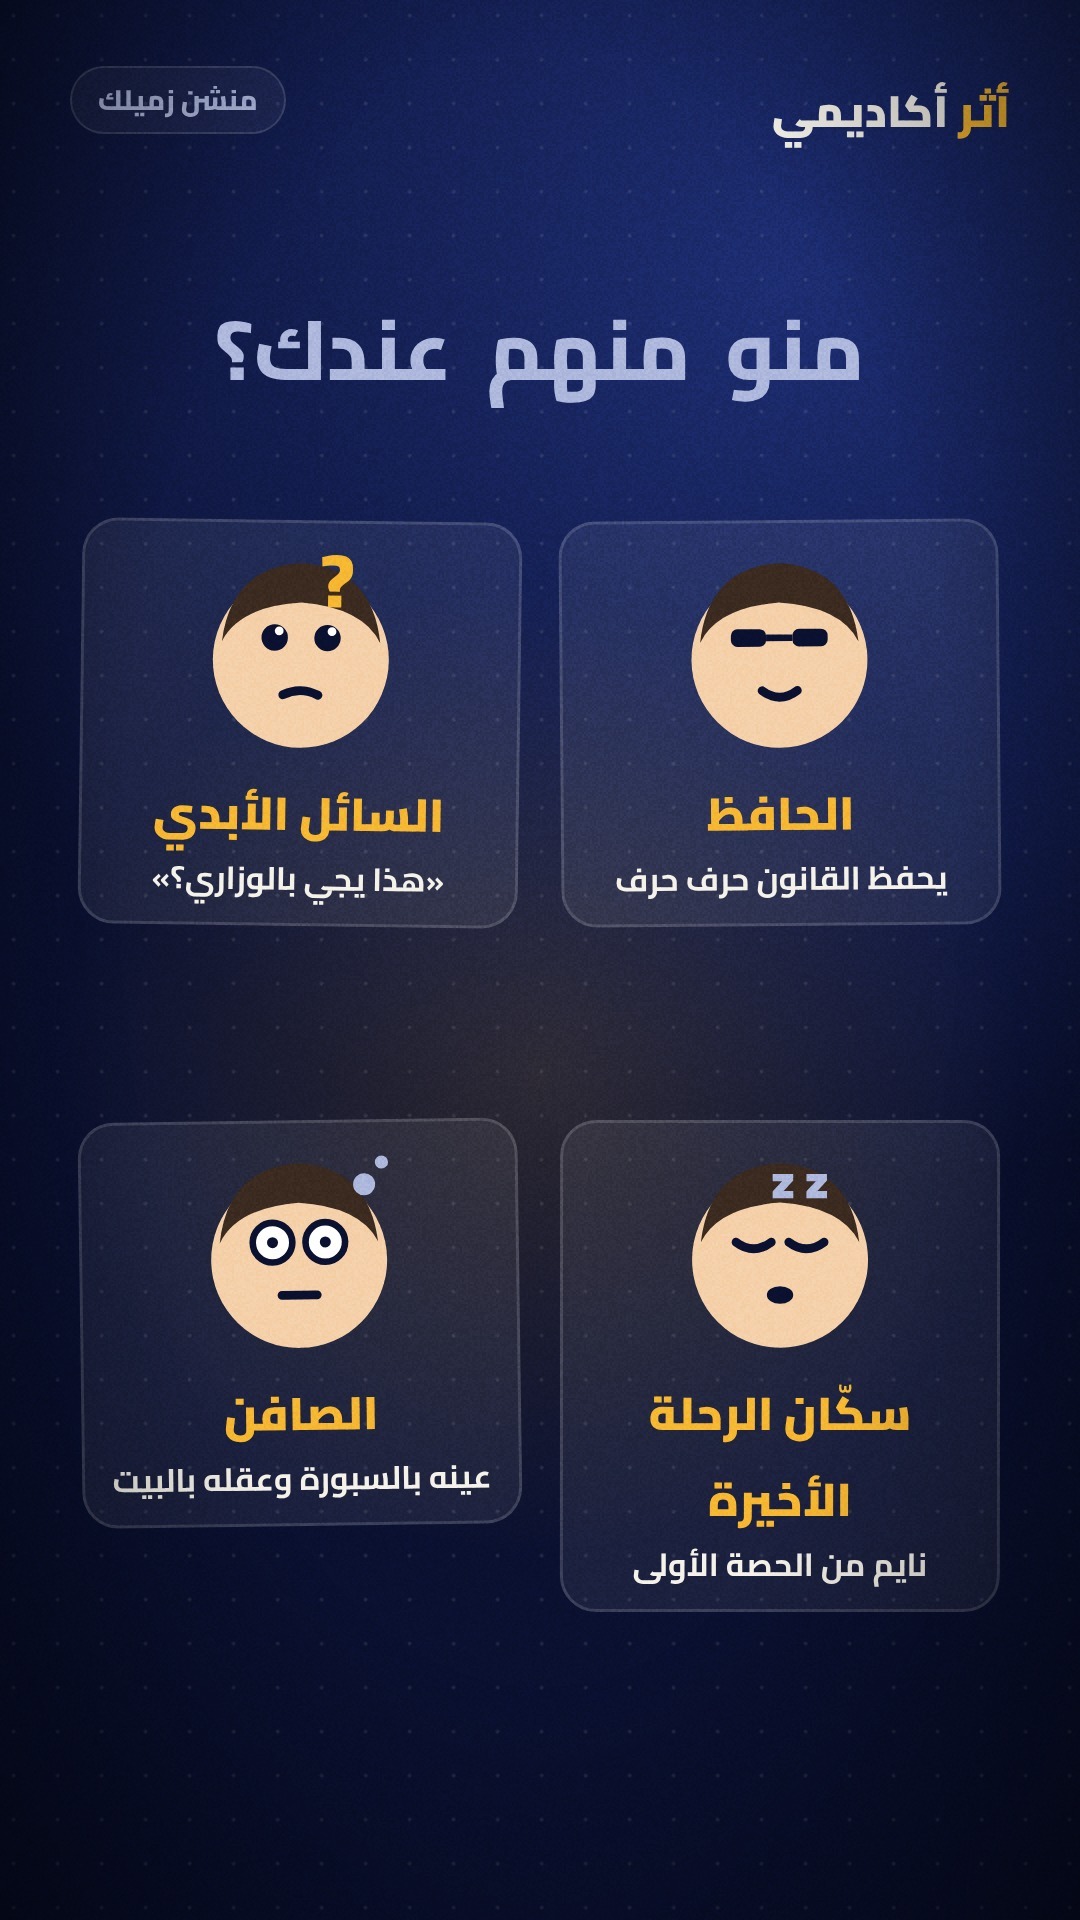 أثر أكاديمي
منشن زميلك
منو منهم عندك؟
الحافظ
يحفظ القانون حرف حرف
?
السائل الأبدي
«هذا يجي بالوزاري؟»
z z
سكّان الرحلة
الأخيرة
نايم من الحصة الأولى
الصافن
عينه بالسبورة وعقله بالبيت